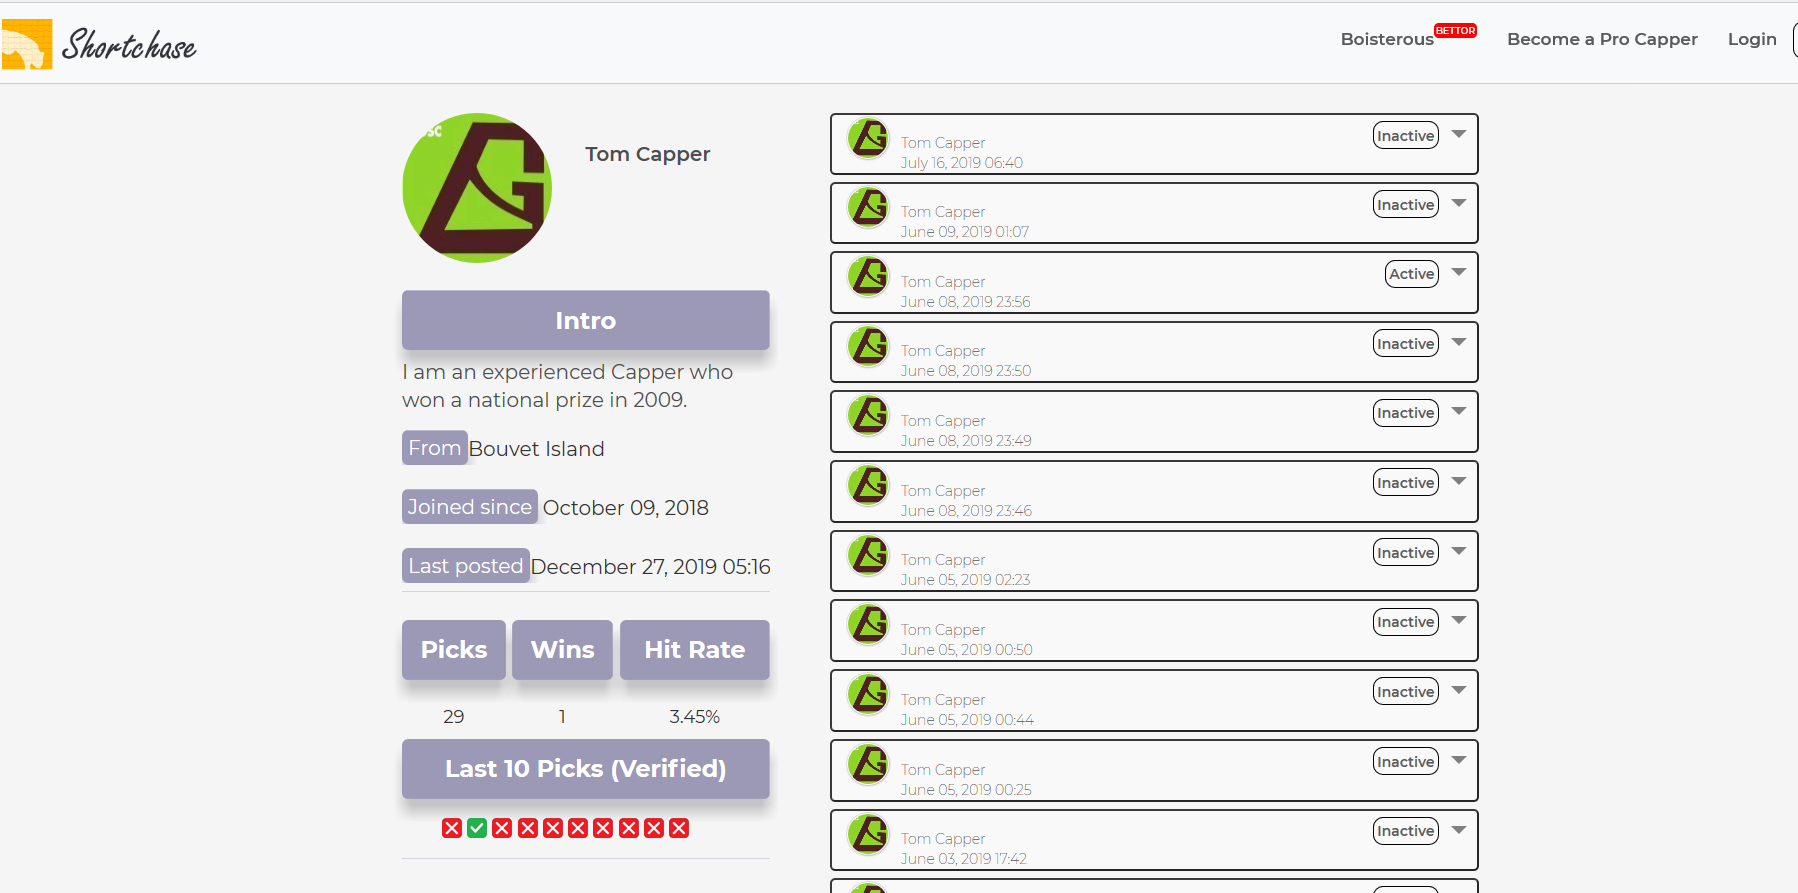 Shortchase
Boisterous BETTOR
Become a Pro Capper
Login
SC
Tom Capper
Intro
I am an experienced Capper who
won a national prize in 2009.
From Bouvet Island
Joined since October 09, 2018
Last posted December 27, 2019 05:16
Picks Wins Hit Rate
29 1 3.45%
Last 10 Picks (Verified)
Tom Capper
July 16, 2019 06:40
Inactive
Tom Capper
June 09, 2019 01:07
Inactive
Tom Capper
June 08, 2019 23:56
Active
Tom Capper
June 08, 2019 23:50
Inactive
Tom Capper
June 08, 2019 23:49
Inactive
Tom Capper
June 08, 2019 23:46
Inactive
Tom Capper
June 05, 2019 02:23
Inactive
Tom Capper
June 05, 2019 00:50
Inactive
Tom Capper
June 05, 2019 00:44
Inactive
Tom Capper
June 05, 2019 00:25
Inactive
Tom Capper
June 03, 2019 17:42
Inactive